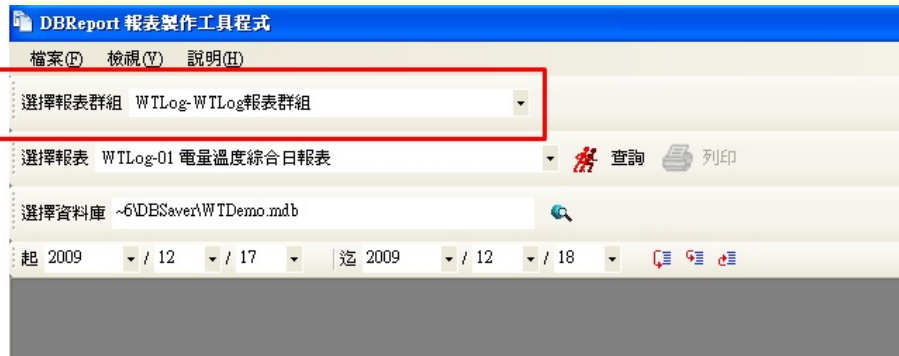 DBReport 報表製作工具程式
檔案(F) 檢視(V) 說明(H)
選擇報表群組 WTLog-WTLog報表群組
選擇報表 WTLog-01 電量溫度綜合日報表 查詢 列印
選擇資料庫 ~6\DBSaver\WTDemo.mdb
起 2009 / 12 / 17 迄 2009 / 12 / 18